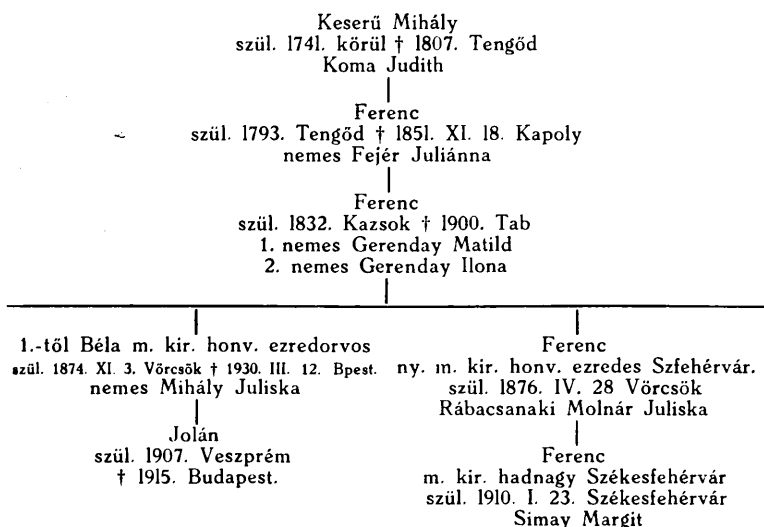 Keserű Mihály
szül. 1741. körül † 1807. Tengőd
Koma Judith
Ferenc
szül. 1793. Tengőd † 1851. XI. 18. Kapoly
nemes Fejér Juliánna
Ferenc
szül. 1832. Kazsok † 1900. Tab
1. nemes Gerenday Matild
2. nemes Gerenday Ilona
1.-től Béla m. kir. honv. ezredorvos
szül. 1874. XI. 3. Vörcsök † 1930. III. 12. Bpest.
nemes Mihály Juliska
Jolán
szül. 1907. Veszprém
† 1915. Budapest.
Ferenc
ny. m. kir. honv. ezredes Szfehérvár.
szül. 1876. IV. 28 Vörcsök
Rábacsanaki Molnár Juliska
Ferenc
m. kir. hadnagy Székesfehérvár
szül. 1910. I. 23. Székesfehérvár
Simay Margit